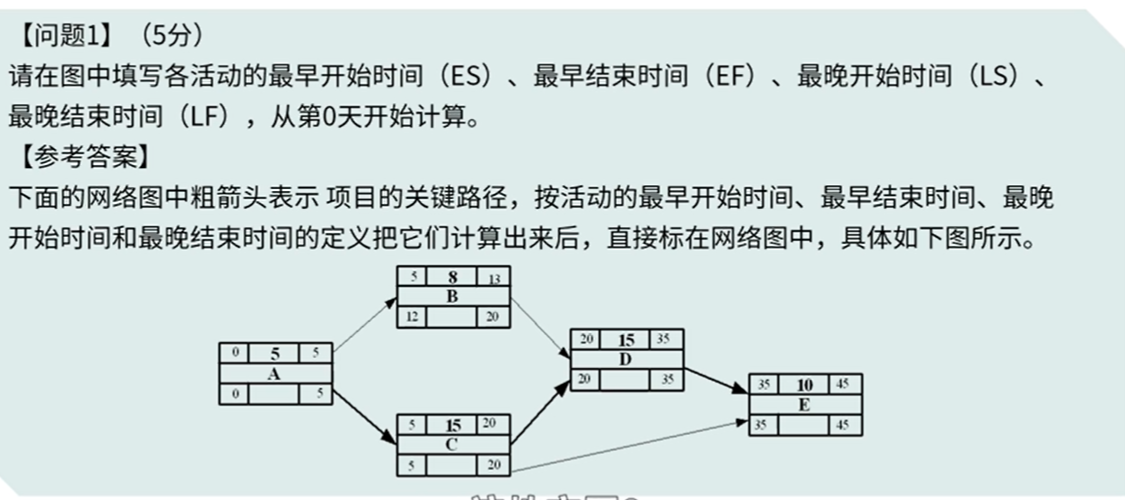 【问题1】（5分）
请在图中填写各活动的最早开始时间（ES）、最早结束时间（EF）、最晚开始时间（LS）、
最晚结束时间（LF），从第0天开始计算。
【参考答案】
下面的网络图中粗箭头表示 项目的关键路径，按活动的最早开始时间、最早结束时间、最晚
开始时间和最晚结束时间的定义把它们计算出来后，直接标在网络图中，具体如下图所示。
5 8 13
B
12 20
0 5 5
A
0 5
5 15 20
C
5 20
20 15 35
D
20 35
35 10 45
E
35 45